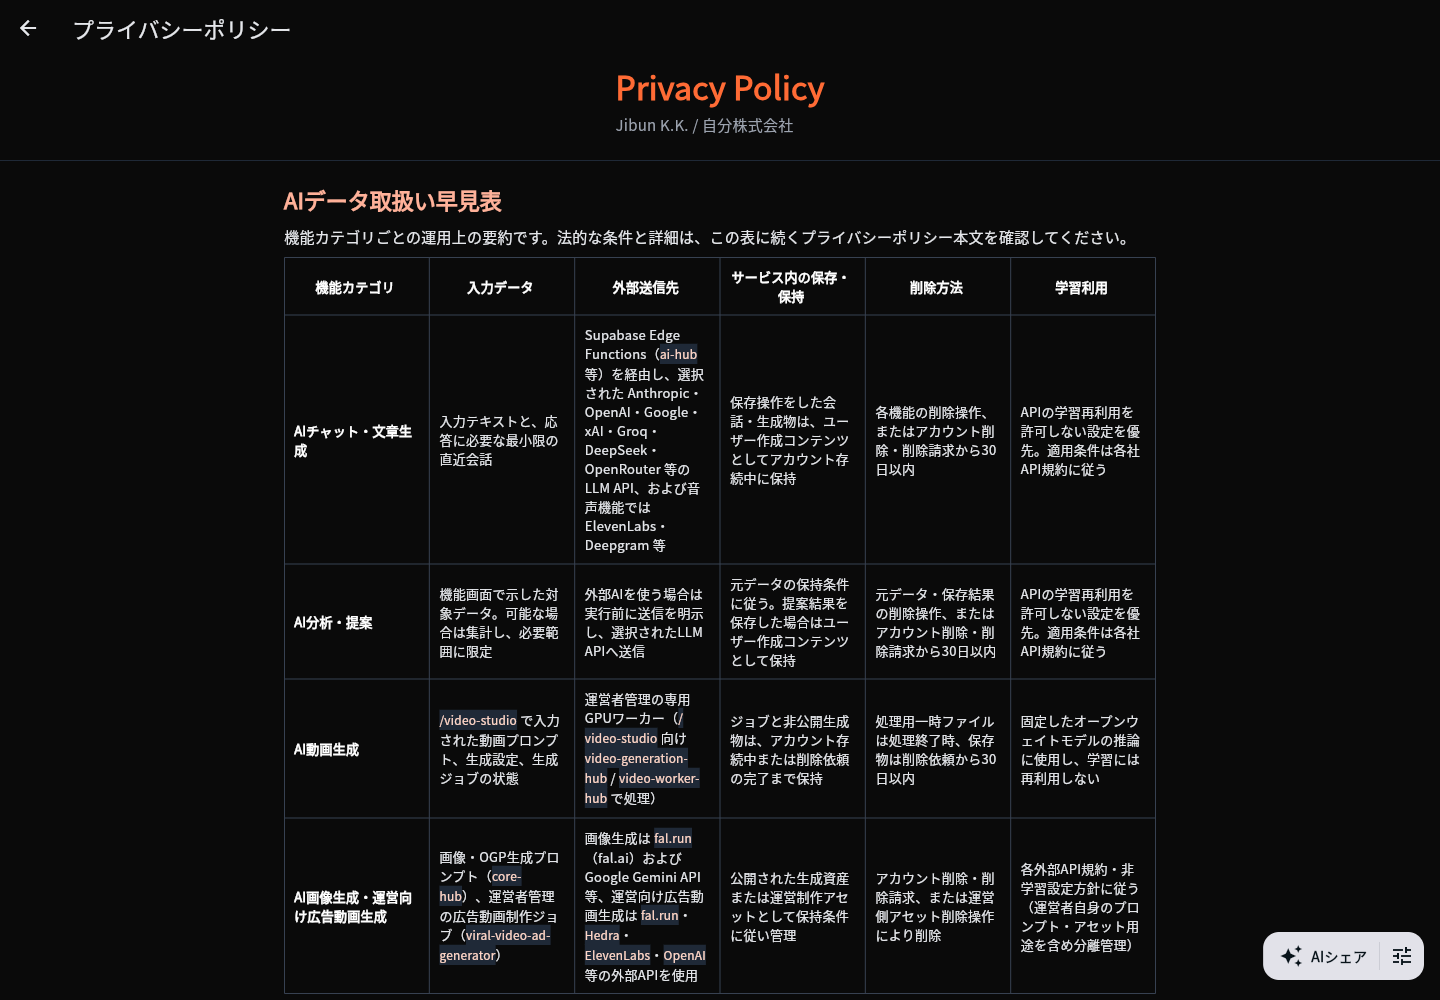 プライバシーポリシー
Privacy Policy
Jibun K.K. / 自分株式会社
AIデータ取扱い早見表
機能カテゴリごとの運用上の要約です。法的な条件と詳細は、この表に続くプライバシーポリシー本文を確認してください。
機能カテゴリ
入力データ
外部送信先
サービス内の保存・
保持
削除方法
学習利用
AIチャット・文章生
成
入力テキストと、応
答に必要な最小限の
直近会話
Supabase Edge
Functions（ai-hub
等）を経由し、選択
された Anthropic・
OpenAI・Google・
xAI・Groq・
DeepSeek・
OpenRouter 等の
LLM API、および音
声機能では
ElevenLabs・
Deepgram 等
保存操作をした会
話・生成物は、ユー
ザー作成コンテンツ
としてアカウント存
続中に保持
各機能の削除操作、
またはアカウント削
除・削除請求から30
日以内
APIの学習再利用を
許可しない設定を優
先。適用条件は各社
API規約に従う
AI分析・提案
機能画面で示した対
象データ。可能な場
合は集計し、必要範
囲に限定
外部AIを使う場合は
実行前に送信を明示
し、選択されたLLM
APIへ送信
元データの保持条件
に従う。提案結果を
保存した場合はユー
ザー作成コンテンツ
として保持
元データ・保存結果
の削除操作、または
アカウント削除・削
除請求から30日以内
APIの学習再利用を
許可しない設定を優
先。適用条件は各社
API規約に従う
AI動画生成
/video-studio で入力
された動画プロンプ
ト、生成設定、生成
ジョブの状態
運営者管理の専用
GPUワーカー（/
video-studio 向け
video-generation-
hub / video-worker-
hub で処理）
ジョブと非公開生成
物は、アカウント存
続中または削除依頼
の完了まで保持
処理用一時ファイル
は処理終了時、保存
物は削除依頼から30
日以内
固定したオープンウ
ェイトモデルの推論
に使用し、学習には
再利用しない
AI画像生成・運営向
け広告動画生成
画像・OGP生成プロ
ンプト（core-
hub）、運営者管理
の広告動画制作ジョ
ブ（viral-video-ad-
generator）
画像生成は fal.run
（fal.ai）および
Google Gemini API
等、運営向け広告動
画生成は fal.run・
Hedra・
ElevenLabs・OpenAI
等の外部APIを使用
公開された生成資産
または運営制作アセ
ットとして保持条件
に従い管理
アカウント削除・削
除請求、または運営
側アセット削除操作
により削除
各外部API規約・非
学習設定方針に従う
（運営者自身のプロ
ンプト・アセット用
途を含め分離管理）
AIシェア